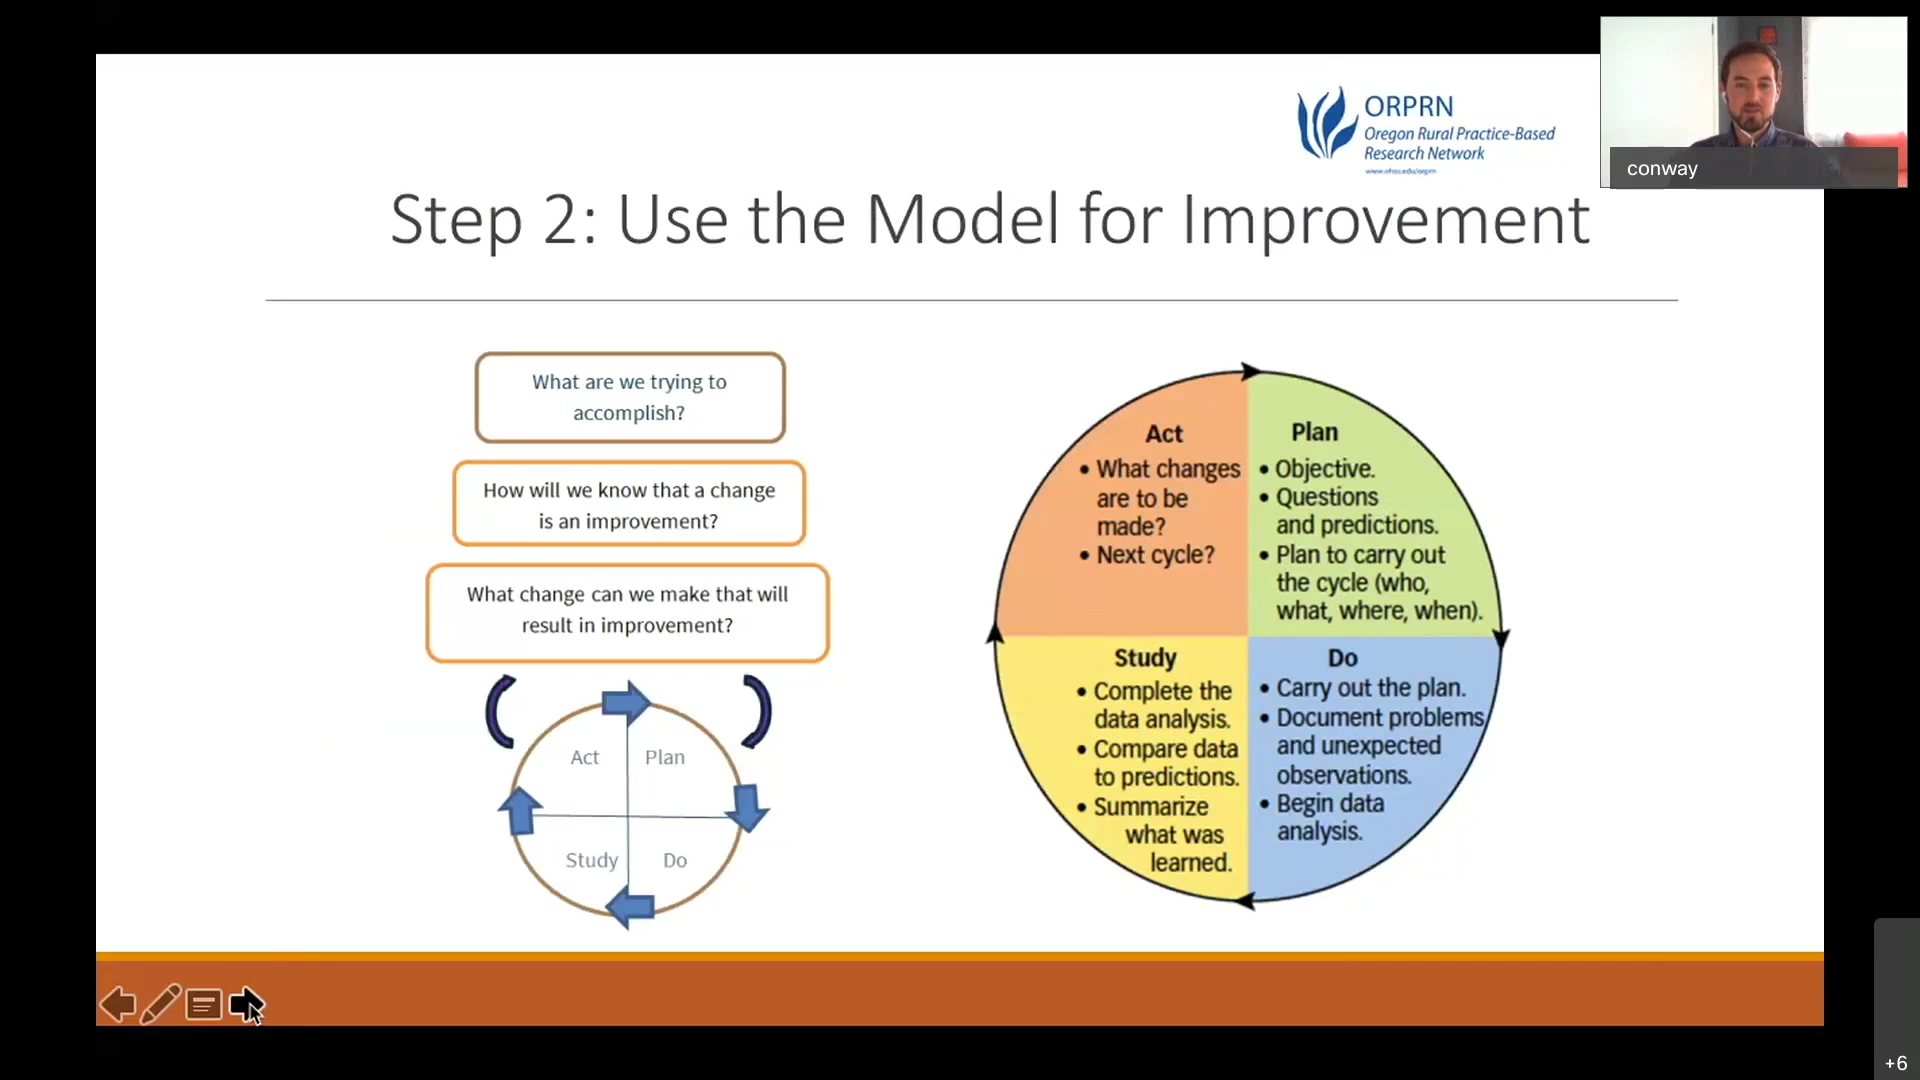 ORPRN
Oregon Rural Practice-Based
Research Network
www.ohsu.edu/orprn
conway
Step 2: Use the Model for Improvement
What are we trying to
accomplish?
How will we know that a change
is an improvement?
What change can we make that will
result in improvement?
Act
Plan
Study
Do
Act
• What changes
are to be
made?
• Next cycle?
Plan
• Objective.
• Questions
and predictions.
• Plan to carry out
the cycle (who,
what, where, when).
Study
• Complete the
data analysis.
• Compare data
to predictions.
• Summarize
what was
learned.
Do
• Carry out the plan.
• Document problems
and unexpected
observations.
• Begin data
analysis.
+6